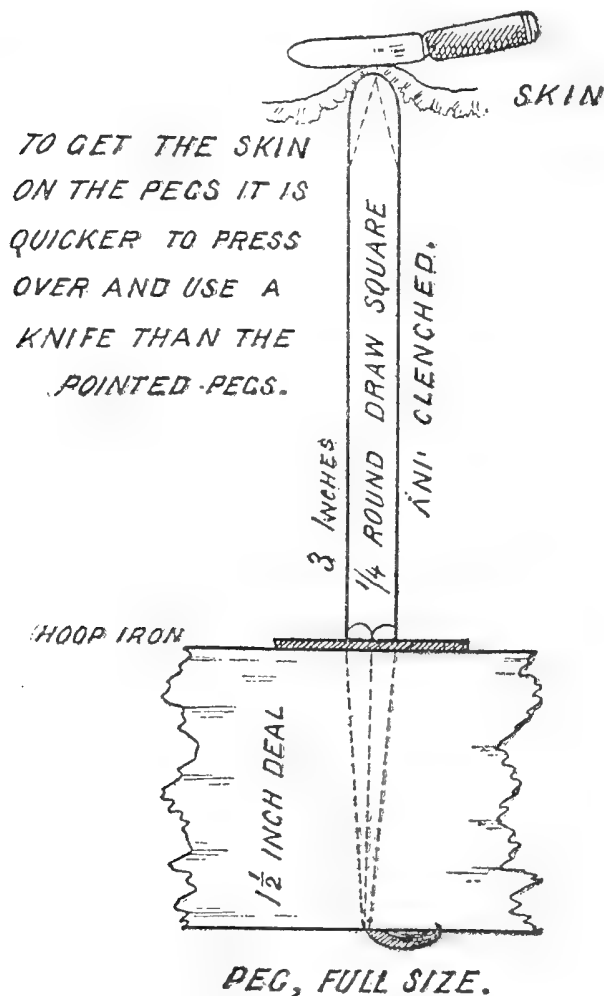 SKIN
TO GET THE SKIN
ON THE PEGS IT IS
QUICKER TO PRESS
OVER AND USE A
KNIFE THAN THE
POINTED PEGS.
3 INCHES
1/4 ROUND DRAW SQUARE
CLENCHED.
HOOP IRON
1 1/2 INCH DEAL
PEG, FULL SIZE.